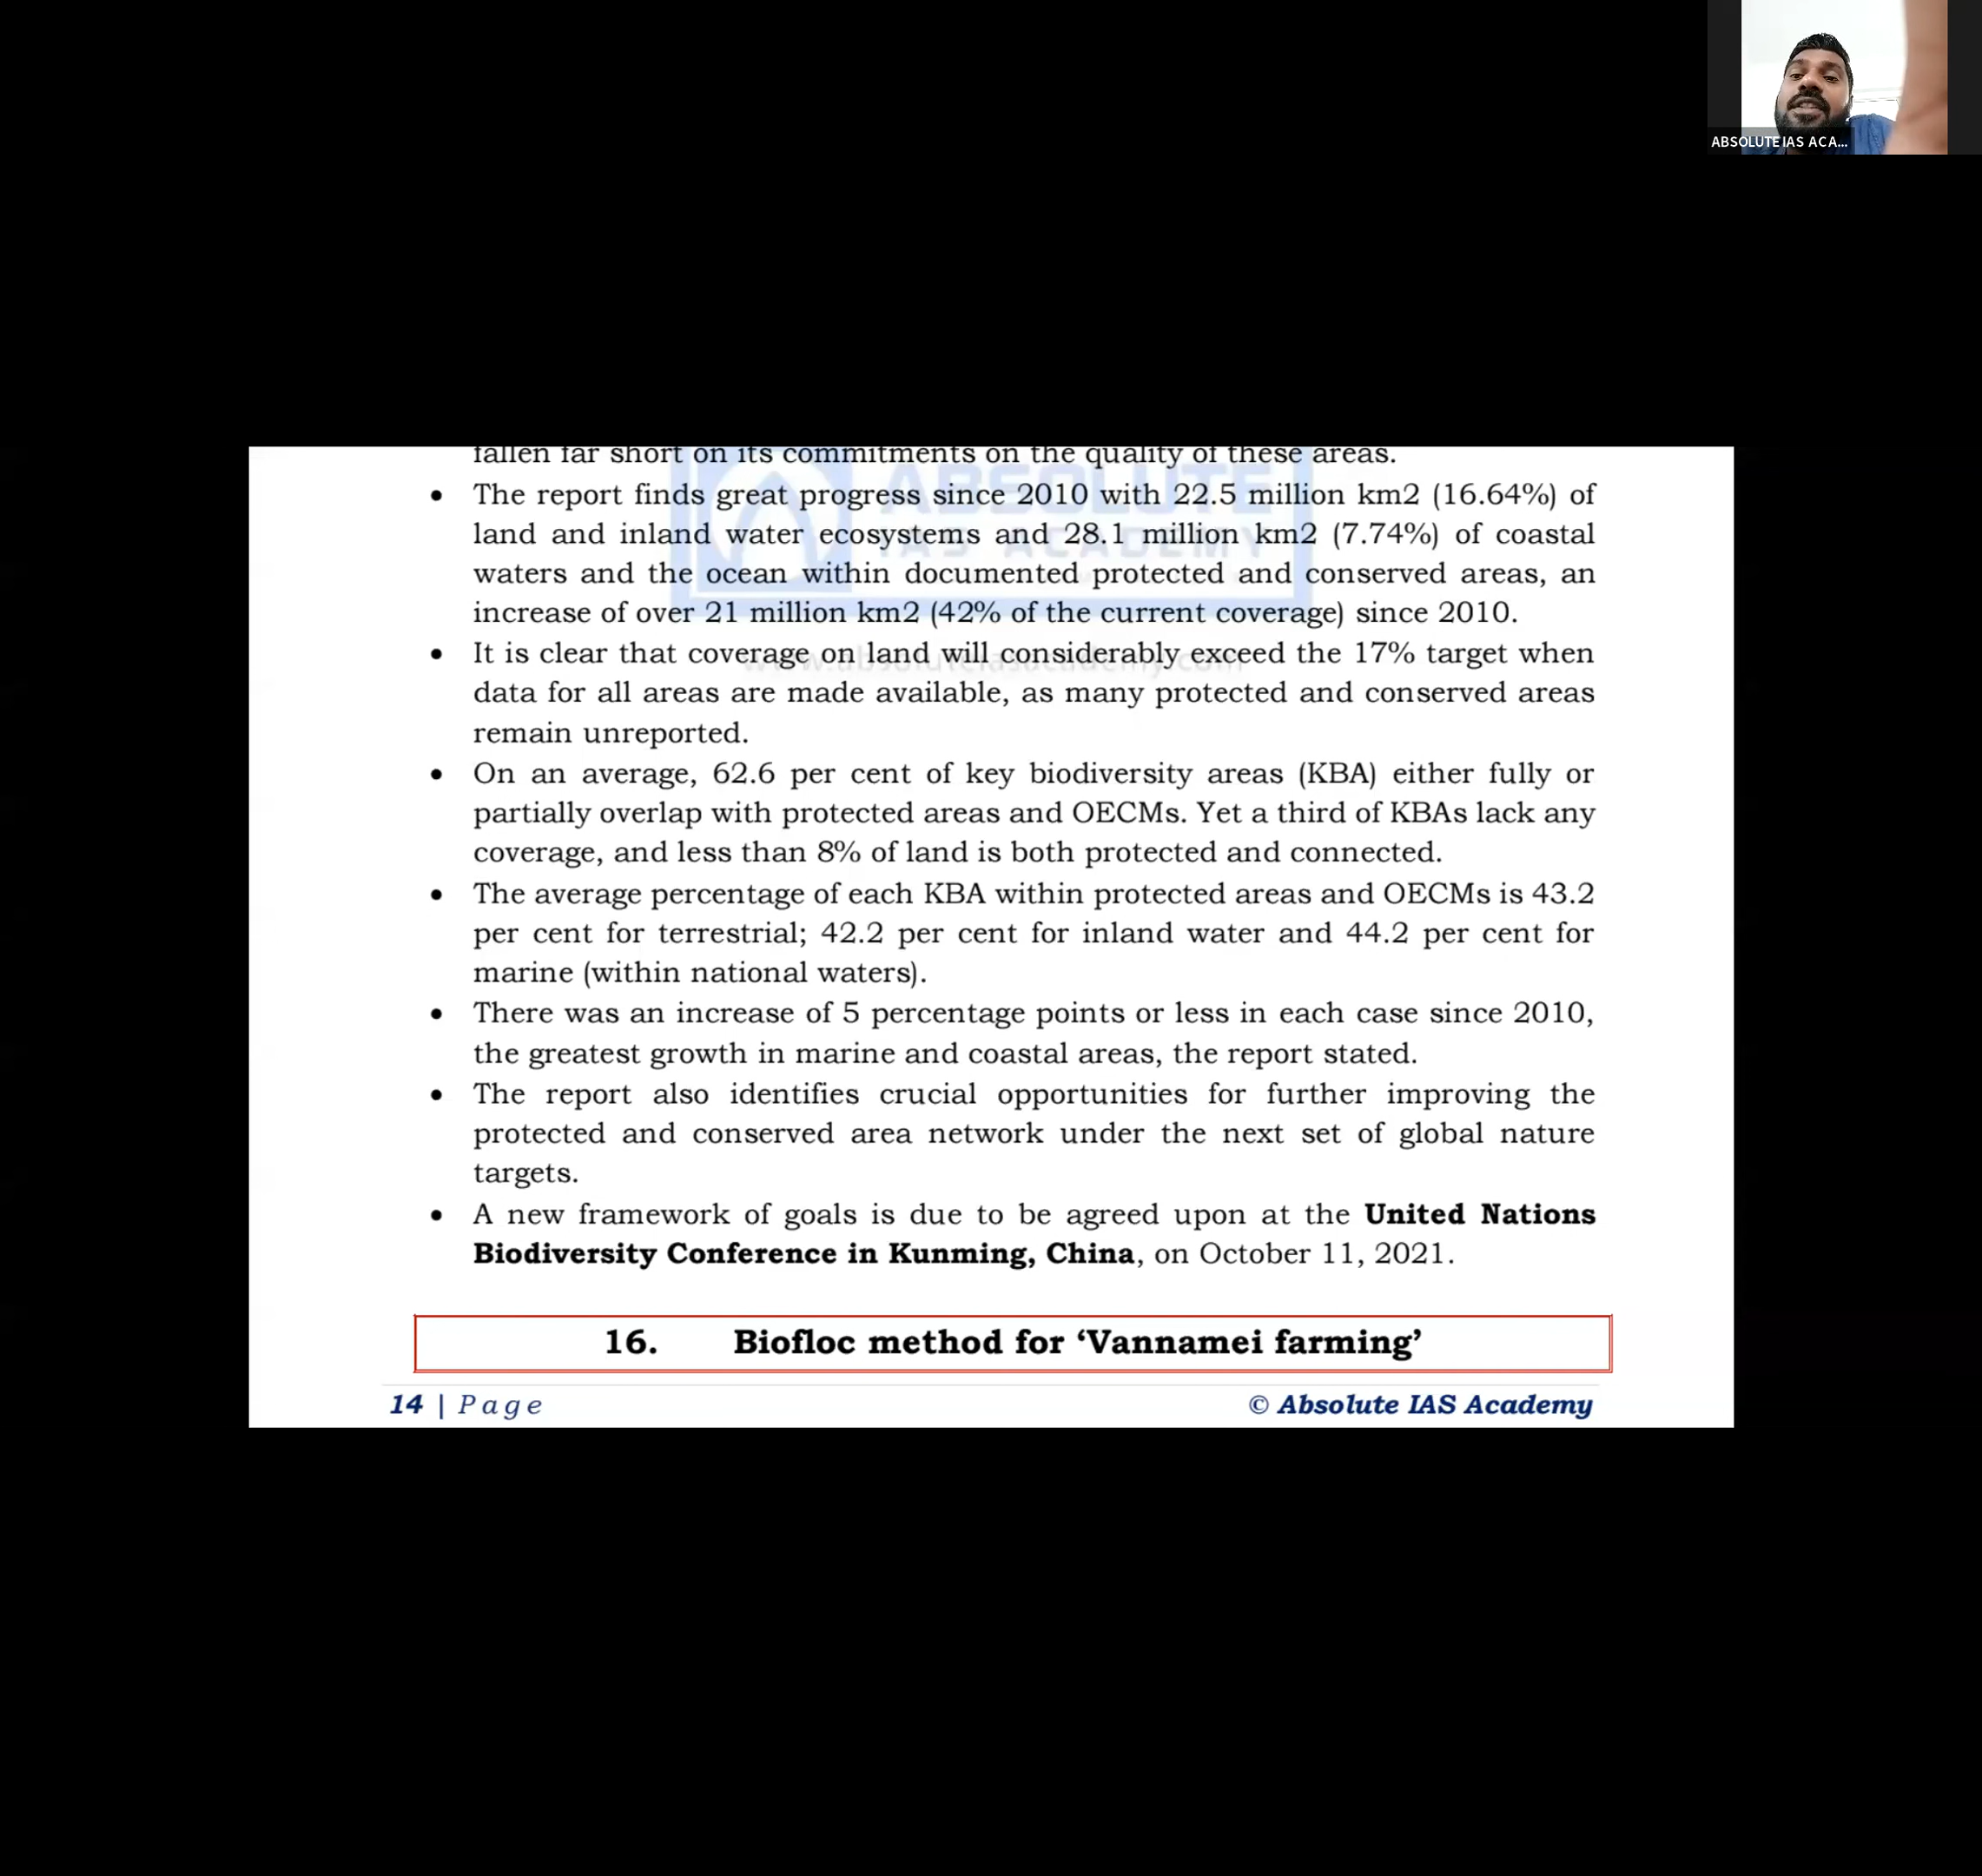 ABSOLUTE IAS ACA...
fallen far short on its commitments on the quality of these areas.
• The report finds great progress since 2010 with 22.5 million km2 (16.64%) of
land and inland water ecosystems and 28.1 million km2 (7.74%) of coastal
waters and the ocean within documented protected and conserved areas, an
increase of over 21 million km2 (42% of the current coverage) since 2010.
• It is clear that coverage on land will considerably exceed the 17% target when
data for all areas are made available, as many protected and conserved areas
remain unreported.
• On an average, 62.6 per cent of key biodiversity areas (KBA) either fully or
partially overlap with protected areas and OECMs. Yet a third of KBAs lack any
coverage, and less than 8% of land is both protected and connected.
• The average percentage of each KBA within protected areas and OECMs is 43.2
per cent for terrestrial; 42.2 per cent for inland water and 44.2 per cent for
marine (within national waters).
• There was an increase of 5 percentage points or less in each case since 2010,
the greatest growth in marine and coastal areas, the report stated.
• The report also identifies crucial opportunities for further improving the
protected and conserved area network under the next set of global nature
targets.
• A new framework of goals is due to be agreed upon at the United Nations
Biodiversity Conference in Kunming, China, on October 11, 2021.
16. Biofloc method for ‘Vannamei farming’
14 | Page © Absolute IAS Academy
ABSOLUTE
IAS ACADEMY
www.absoluteiasacademy.com